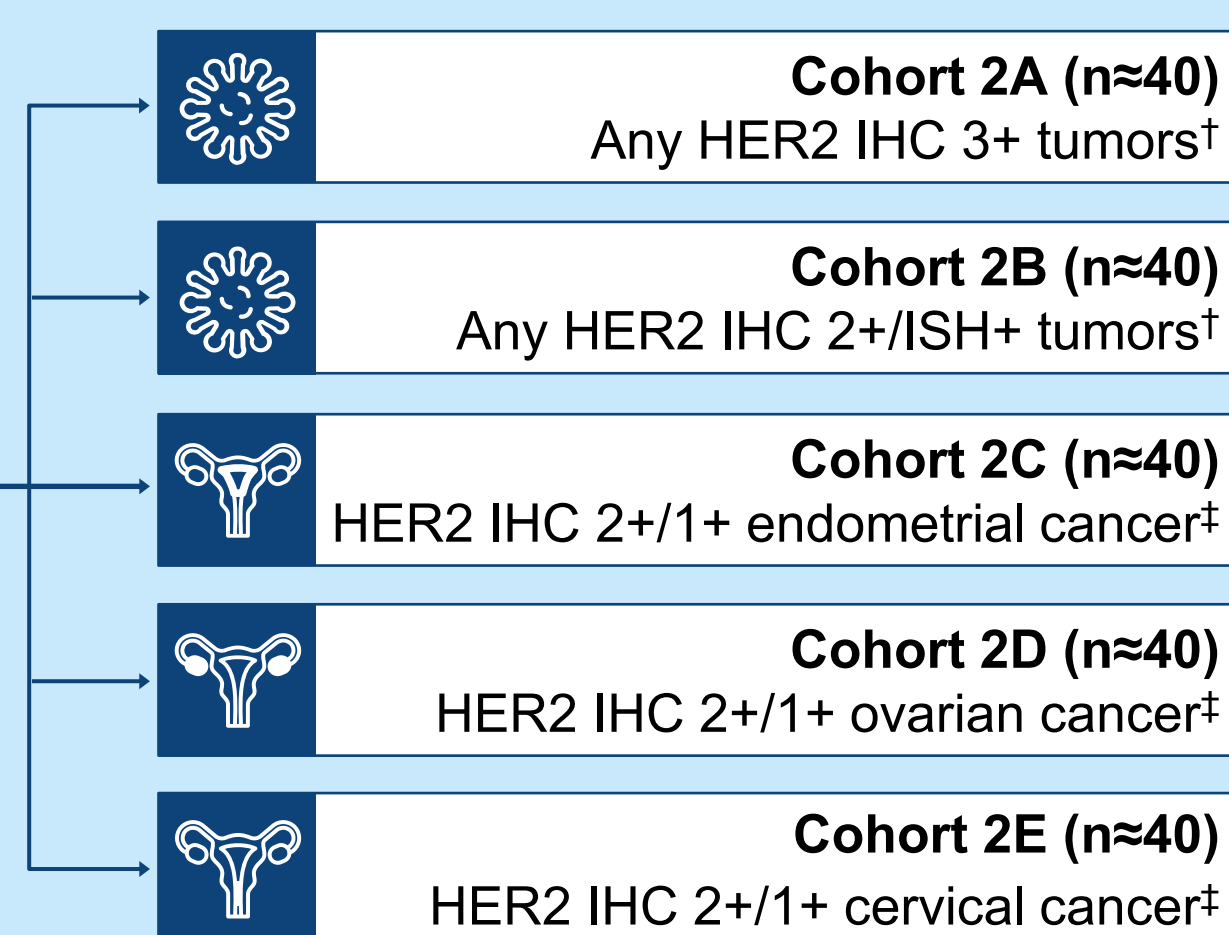 Cohort 2A (n≈40)
Any HER2 IHC 3+ tumors†
Cohort 2B (n≈40)
Any HER2 IHC 2+/ISH+ tumors†
Cohort 2C (n≈40)
HER2 IHC 2+/1+ endometrial cancer‡
Cohort 2D (n≈40)
HER2 IHC 2+/1+ ovarian cancer‡
Cohort 2E (n≈40)
HER2 IHC 2+/1+ cervical cancer‡